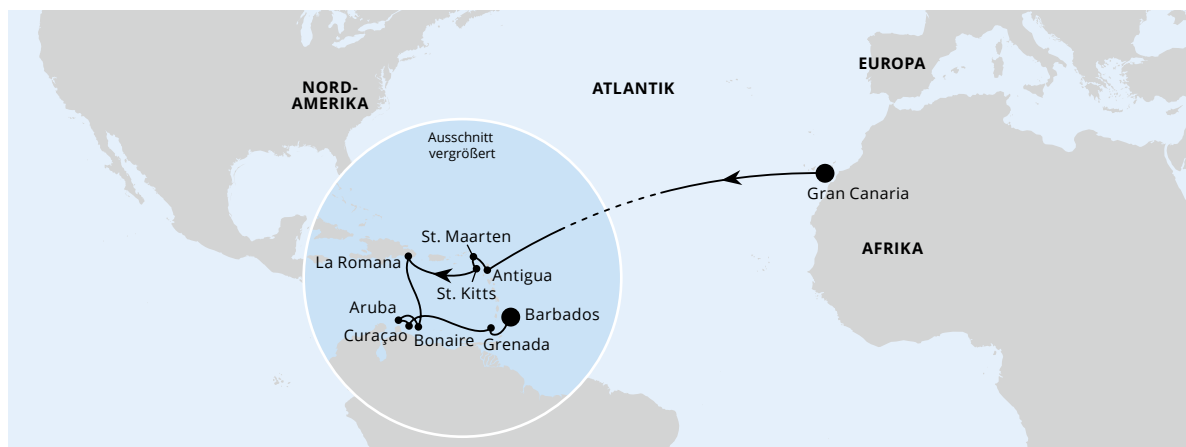 EUROPA
NORD-
AMERIKA
ATLANTIK
Ausschnitt
vergrößert
Gran Canaria
St. Maarten
AFRIKA
La Romana
Antigua
St. Kitts
Aruba
Barbados
Curaçao
Bonaire
Grenada